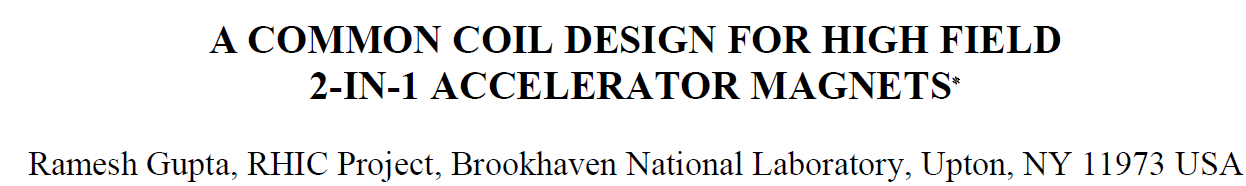 A COMMON COIL DESIGN FOR HIGH FIELD
2-IN-1 ACCELERATOR MAGNETS*
Ramesh Gupta, RHIC Project, Brookhaven National Laboratory, Upton, NY 11973 USA